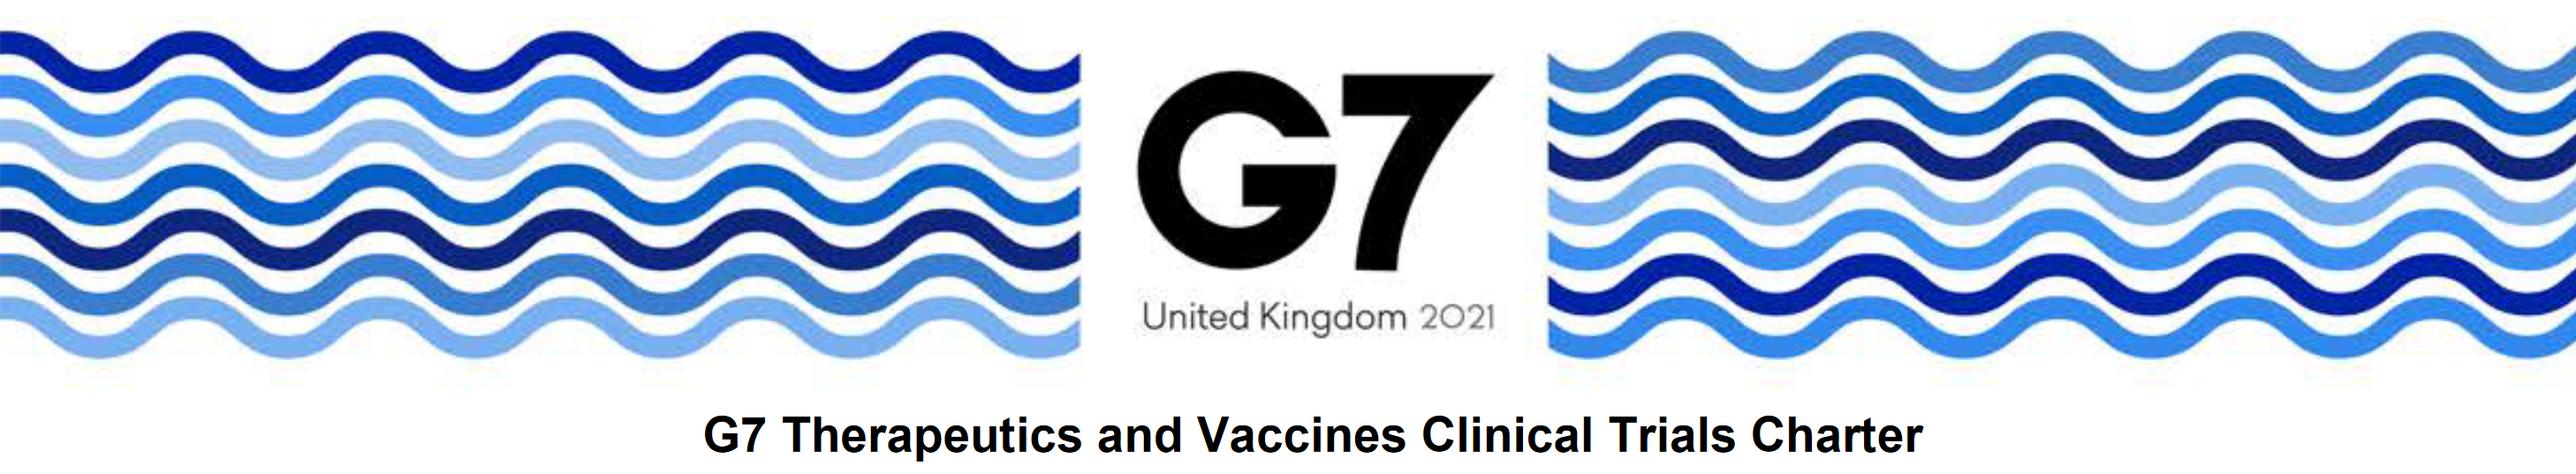 G7
United Kingdom 2021
G7 Therapeutics and Vaccines Clinical Trials Charter